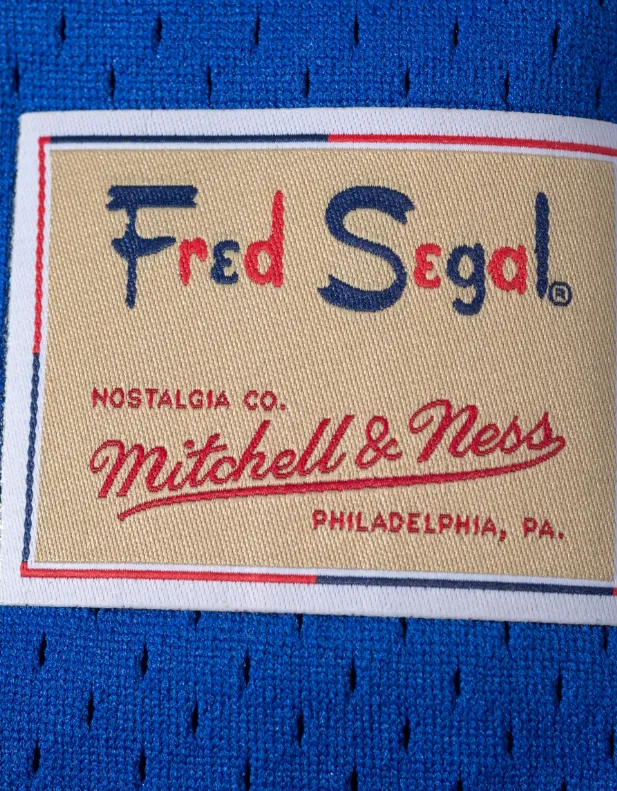 Fred Segal®
NOSTALGIA CO.
Mitchell & Ness
PHILADELPHIA, PA.